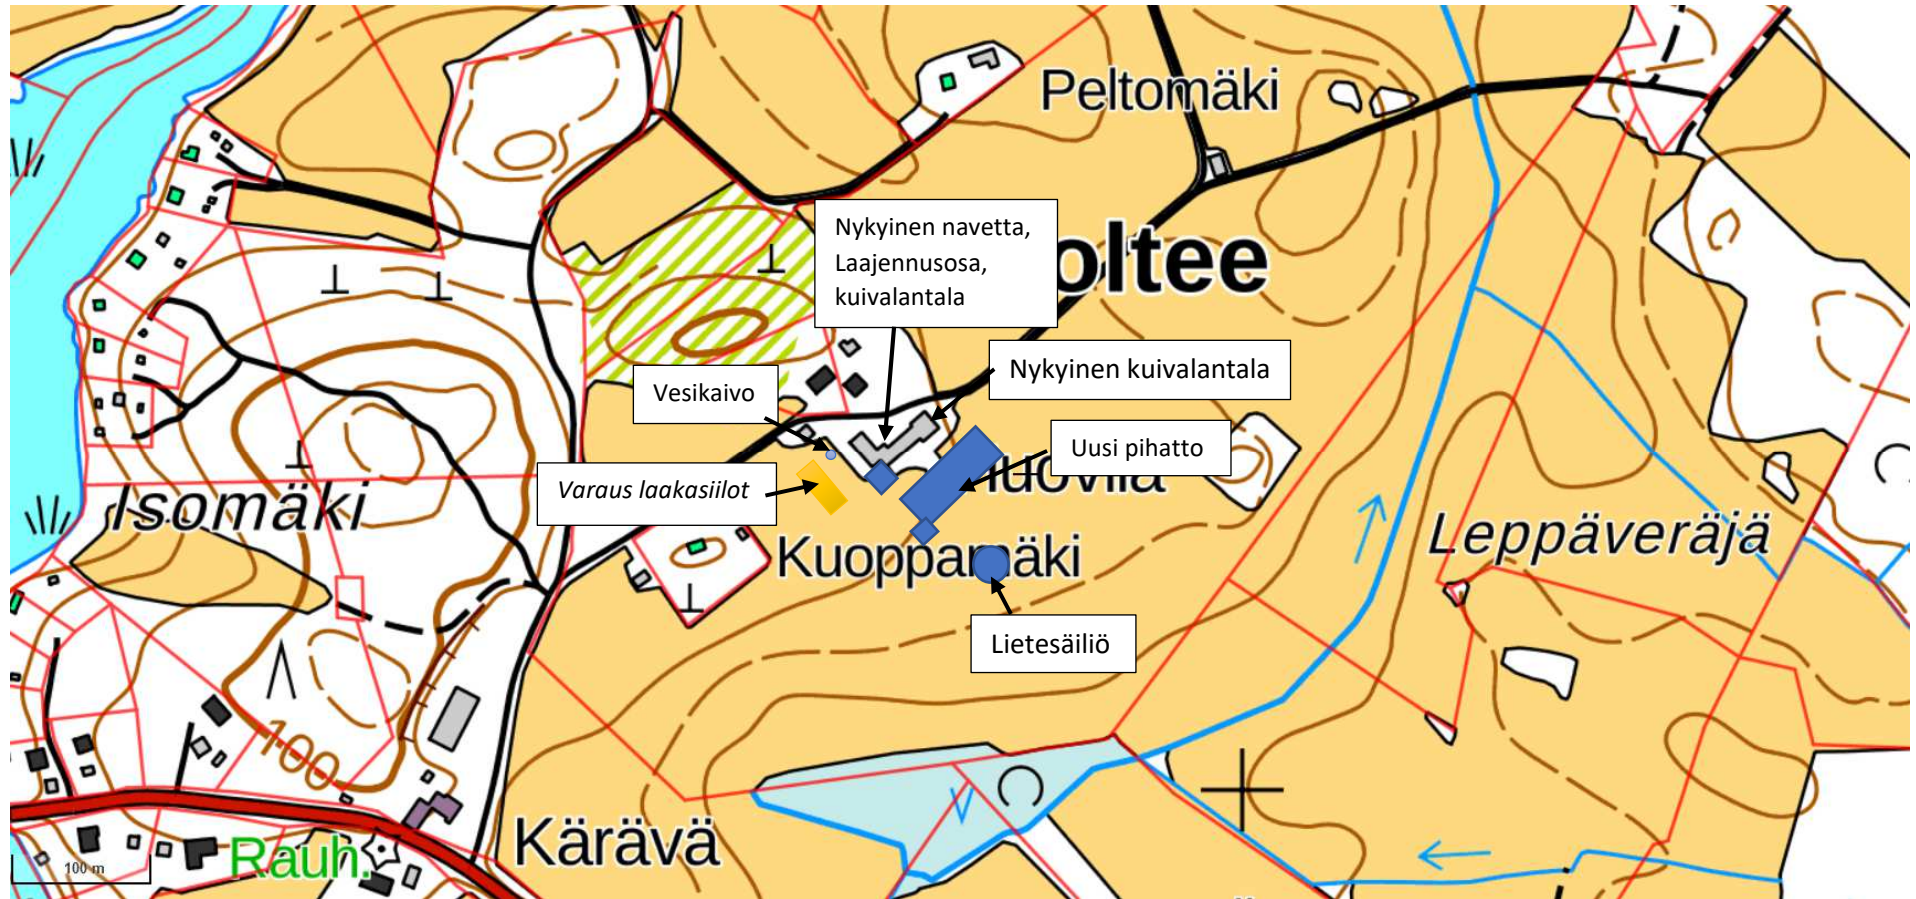 Peltomäki
Nykyinen navetta,
Laajennusosa,
kuivalantala
oltee
Nykyinen kuivalantala
Vesikaivo
Uusi pihatto
Varaus laakasiilot
Isomäki
Leppäveräjä
Kuoppamäki
Lietesäiliö
100
Kärävä
Rauh.
100 m